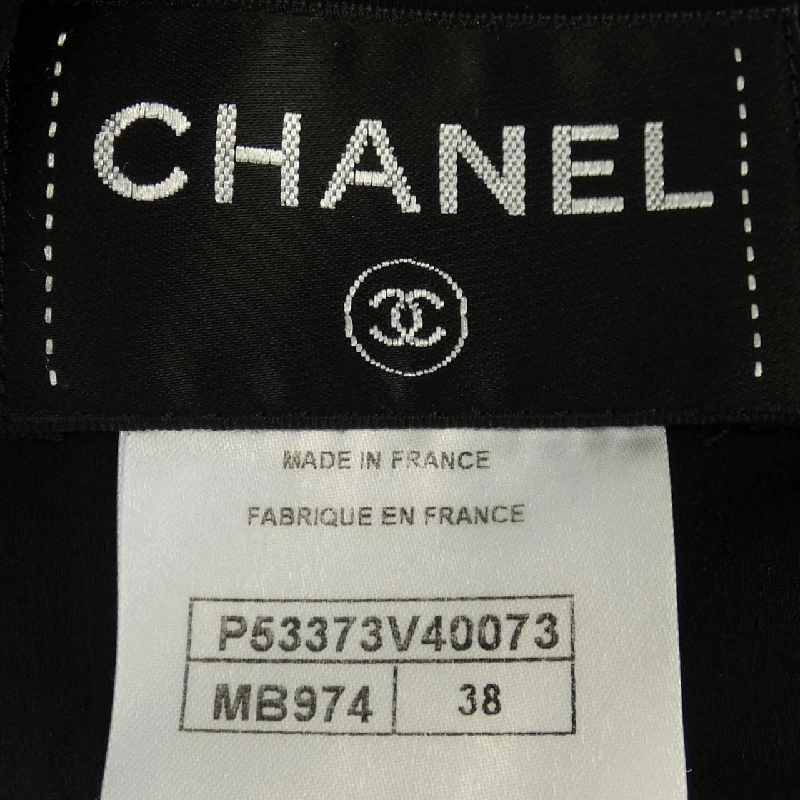 CHANEL
MADE IN FRANCE
FABRIQUE EN FRANCE
P53373V40073
MB974 38